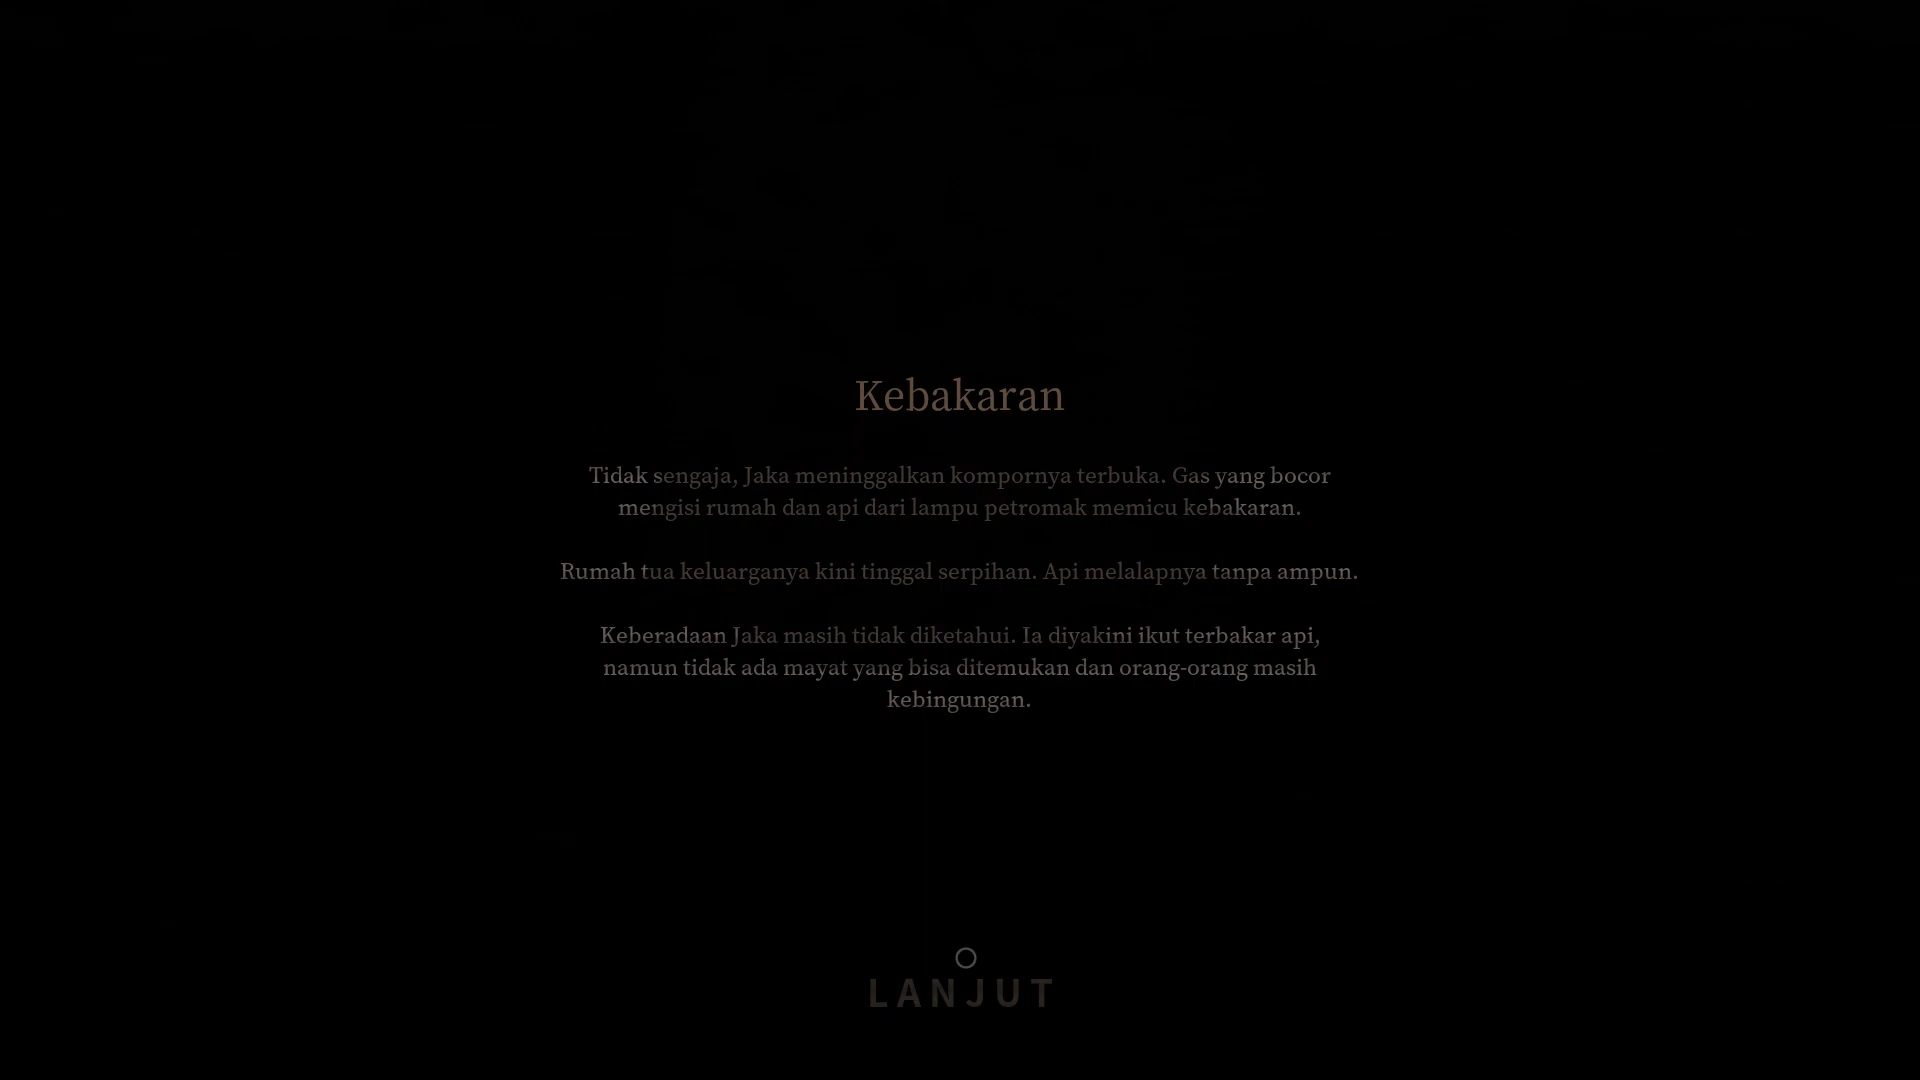 Kebakaran
Tidak sengaja, Jaka meninggalkan kompornya terbuka. Gas yang bocor
mengisi rumah dan api dari lampu petromak memicu kebakaran.
Rumah tua keluarganya kini tinggal serpihan. Api melalapnya tanpa ampun.
Keberadaan Jaka masih tidak diketahui. Ia diyakini ikut terbakar api,
namun tidak ada mayat yang bisa ditemukan dan orang-orang masih
kebingungan.
LANJUT